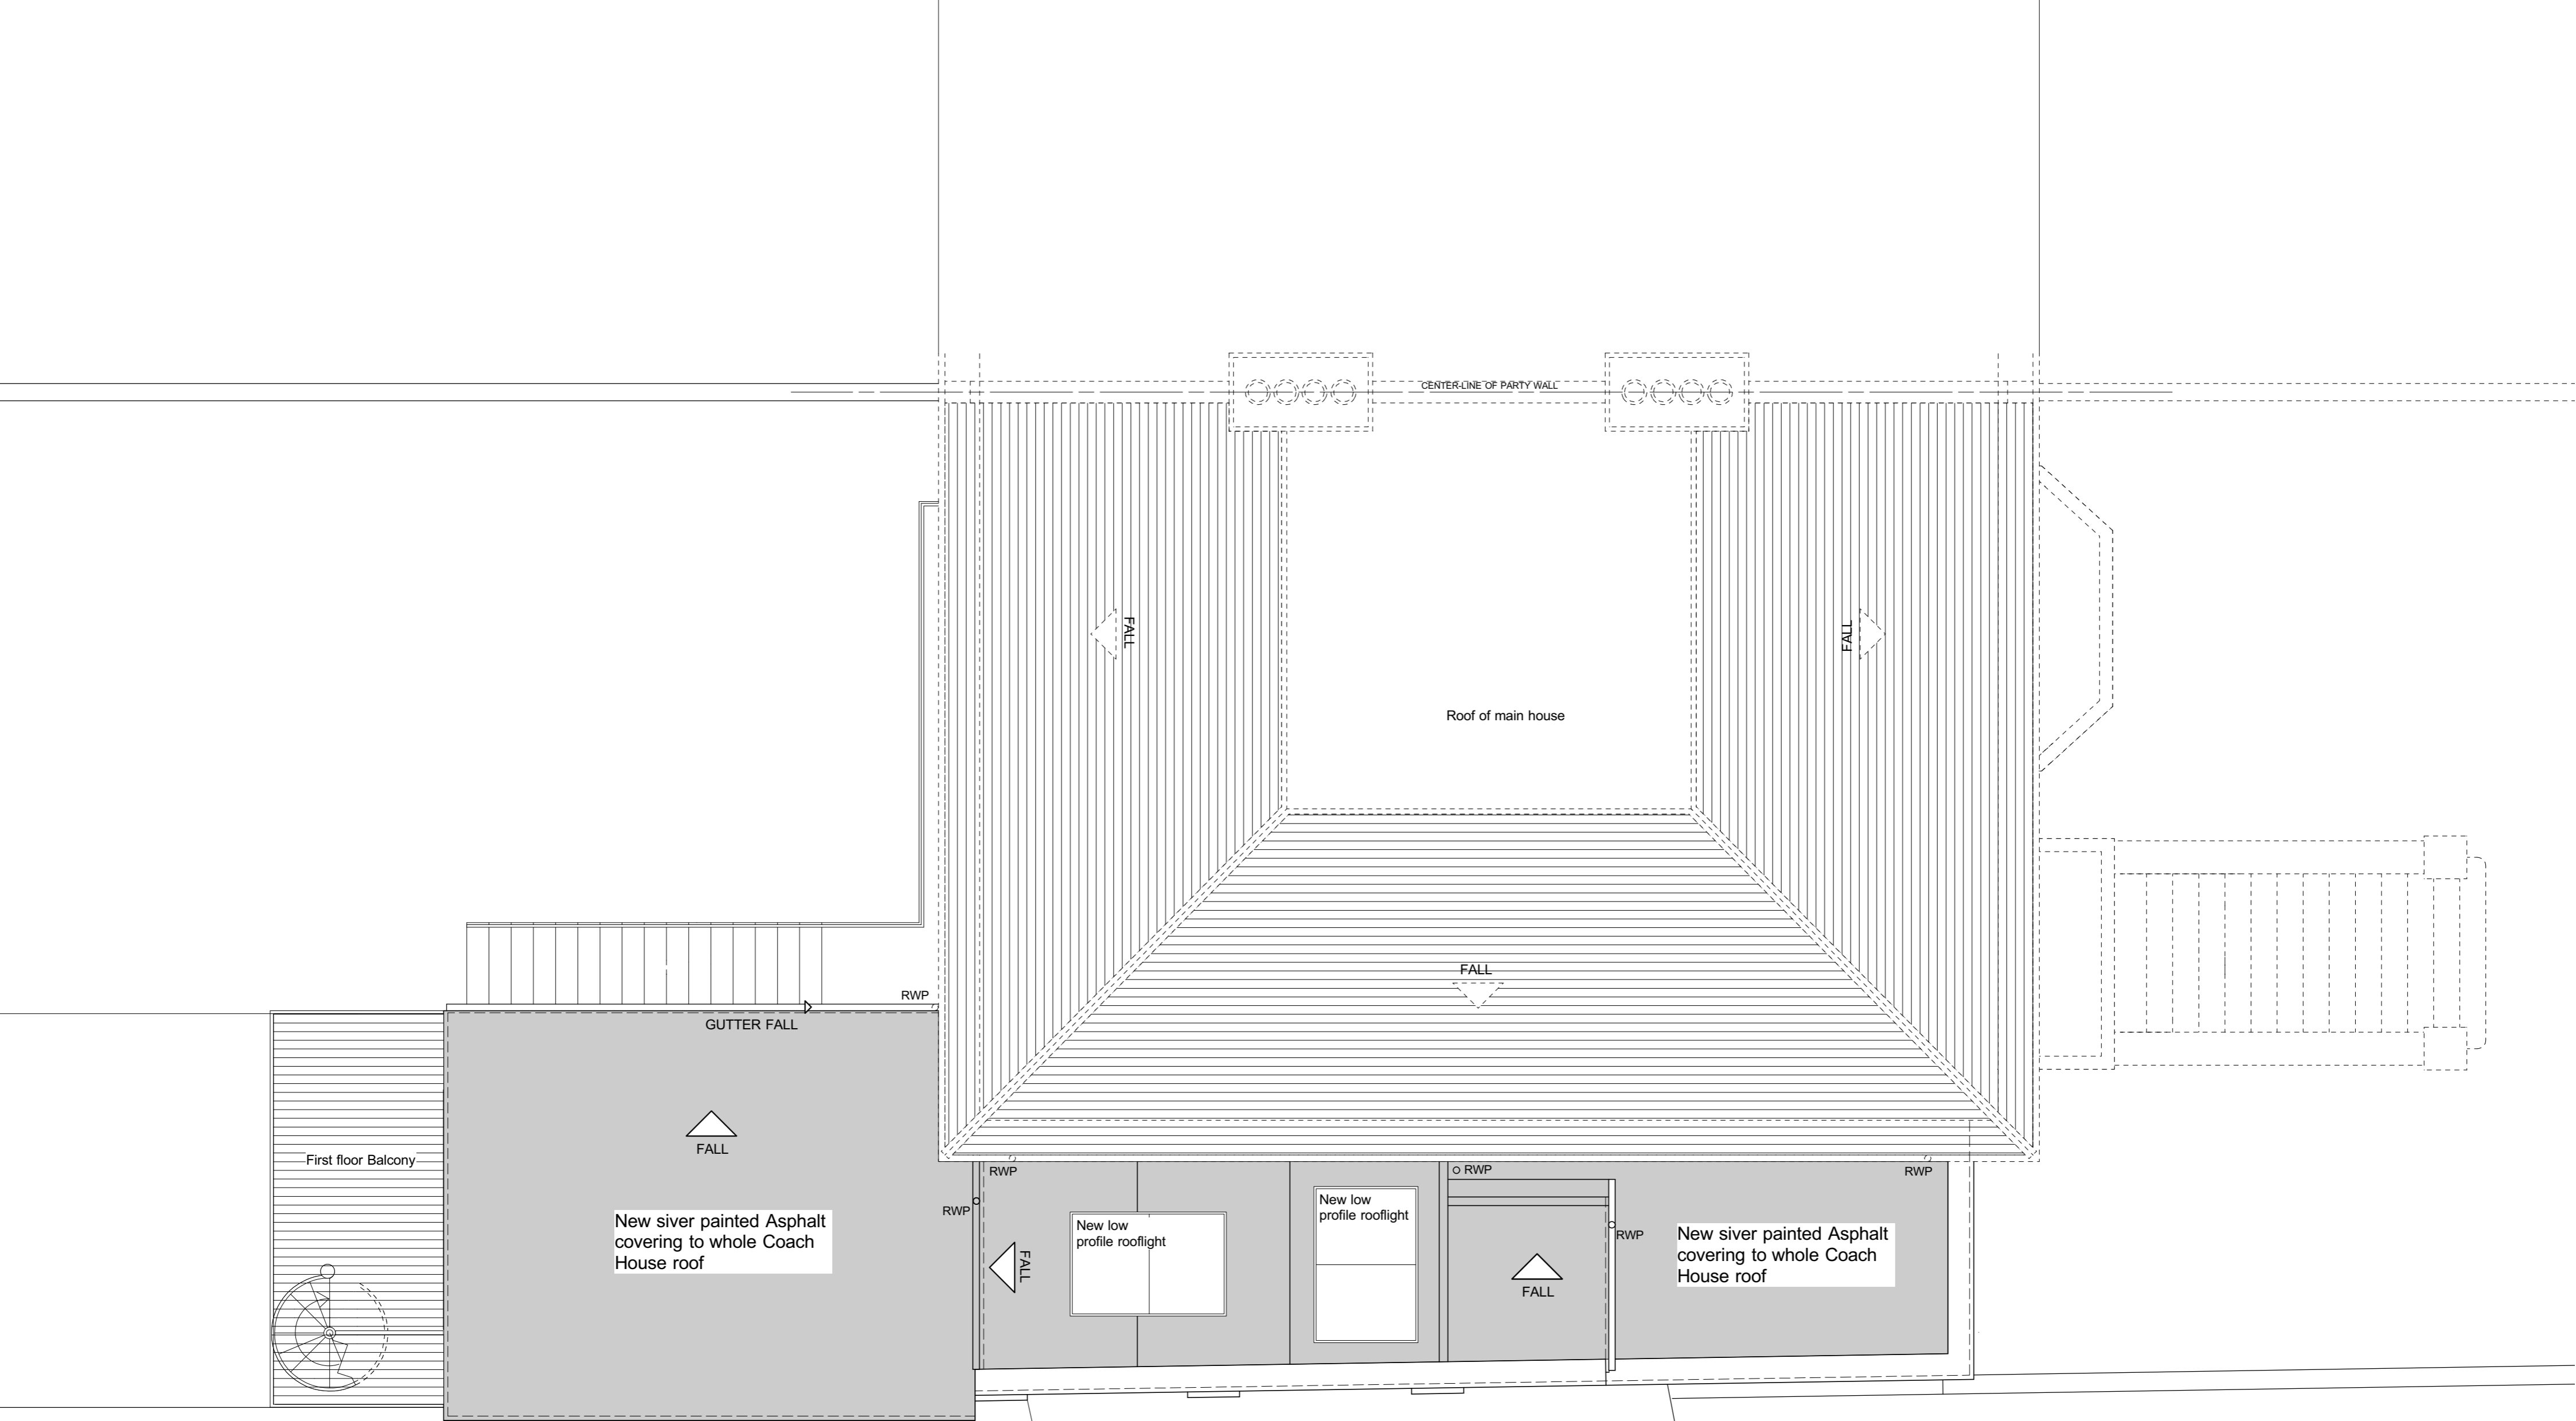 CENTER-LINE OF PARTY WALL
FALL
FALL
Roof of main house
FALL
RWP
GUTTER FALL
FALL
First floor Balcony
RWP
RWP
RWP
RWP
New low
profile rooflight
New low
profile rooflight
RWP
New siver painted Asphalt
covering to whole Coach
House roof
FALL
FALL
New siver painted Asphalt
covering to whole Coach
House roof